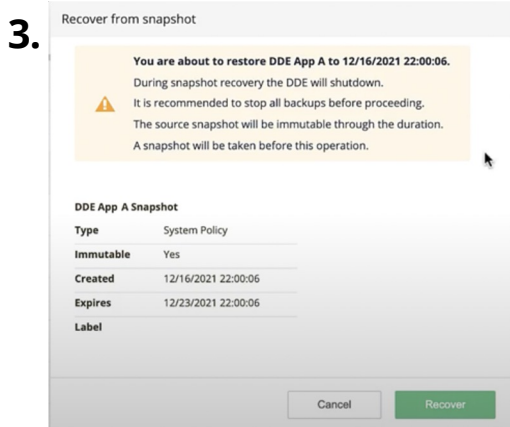 3.
Recover from snapshot
You are about to restore DDE App A to 12/16/2021 22:00:06.
During snapshot recovery the DDE will shutdown.
It is recommended to stop all backups before proceeding.
The source snapshot will be immutable through the duration.
A snapshot will be taken before this operation.
DDE App A Snapshot
Type System Policy
Immutable Yes
Created 12/16/2021 22:00:06
Expires 12/23/2021 22:00:06
Label
Cancel Recover